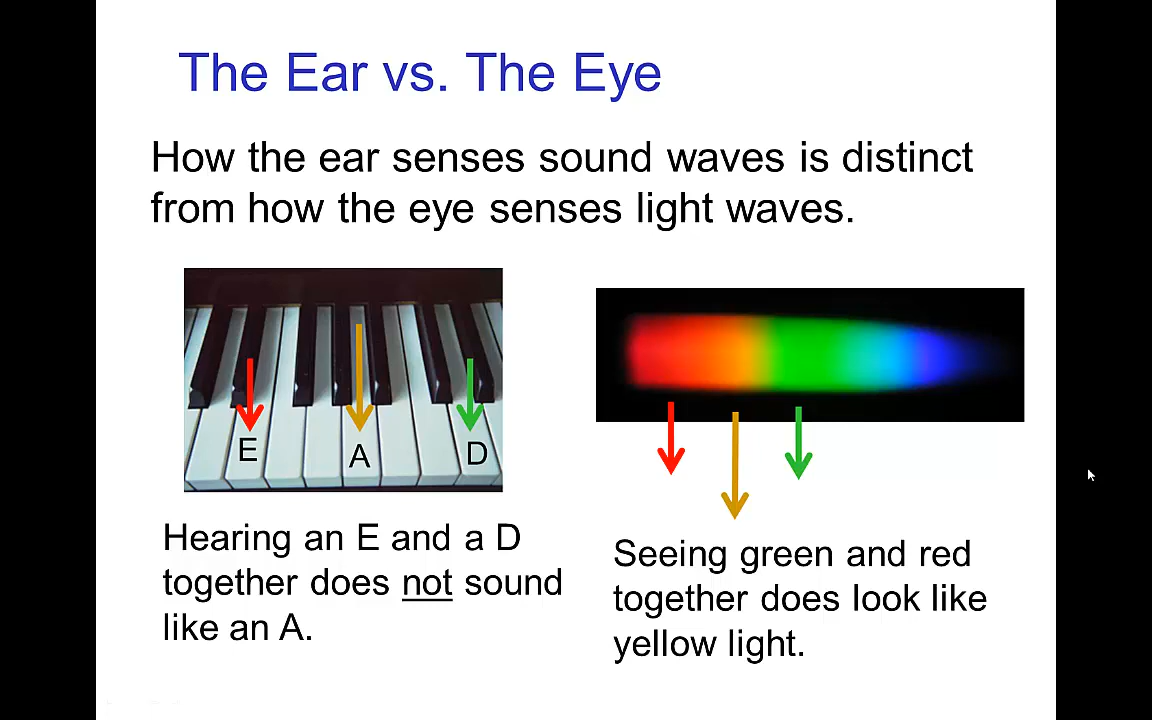 The Ear vs. The Eye
How the ear senses sound waves is distinct
from how the eye senses light waves.
E
A
D
Hearing an E and a D
together does not sound
like an A.
Seeing green and red
together does look like
yellow light.